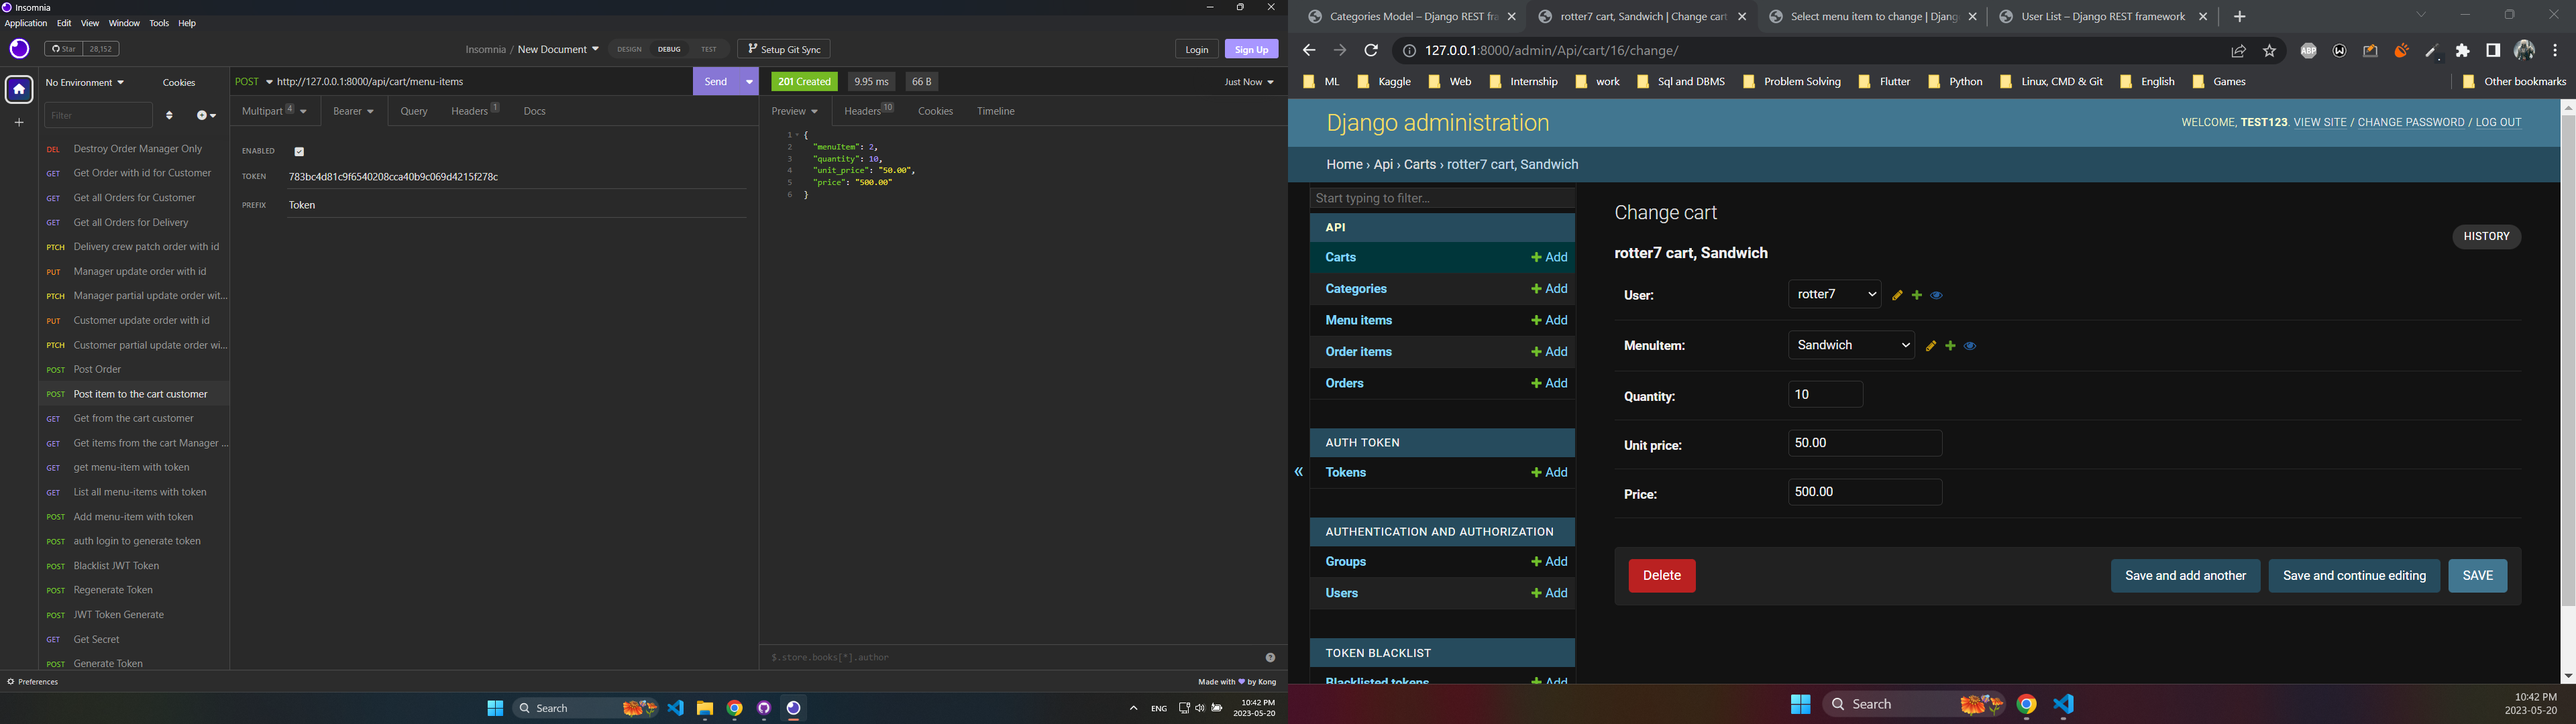 Insomnia
Application Edit View Window Tools Help
Star 28,152
Insomnia / New Document
DESIGN DEBUG TEST
Setup Git Sync
Login Sign Up
No Environment Cookies
Filter
DEL Destroy Order Manager Only
GET Get Order with id for Customer
GET Get all Orders for Customer
GET Get all Orders for Delivery
PTCH Delivery crew patch order with id
PUT Manager update order with id
PTCH Manager partial update order wit...
PUT Customer update order with id
PTCH Customer partial update order wi...
POST Post Order
POST Post item to the cart customer
GET Get from the cart customer
GET Get items from the cart Manager ...
GET get menu-item with token
GET List all menu-items with token
POST Add menu-item with token
POST auth login to generate token
POST Blacklist JWT Token
POST Regenerate Token
POST JWT Token Generate
GET Get Secret
POST Generate Token
Preferences
POST http://127.0.0.1:8000/api/cart/menu-items
Send
Multipart 4 Bearer Query Headers 1 Docs
ENABLED
TOKEN 783bc4d81c9f6540208cca40b9c069d4215f278c
PREFIX Token
201 Created 9.95 ms 66 B
Just Now
Preview Headers 10 Cookies Timeline
1 {
2 "menuItem": 2,
3 "quantity": 10,
4 "unit_price": "50.00",
5 "price": "500.00"
6 }
$.store.books[*].author
Made with by Kong
Search
ENG
10:42 PM
2023-05-20
Categories Model – Django REST fra
rotter7 cart, Sandwich | Change cart
Select menu item to change | Djang
User List – Django REST framework
127.0.0.1:8000/admin/Api/cart/16/change/
ABP
ML Kaggle Web Internship work Sql and DBMS Problem Solving Flutter Python Linux, CMD & Git English Games Other bookmarks
Django administration
WELCOME, TEST123. VIEW SITE / CHANGE PASSWORD / LOG OUT
Home › Api › Carts › rotter7 cart, Sandwich
Start typing to filter...
API
Carts Add
Categories Add
Menu items Add
Order items Add
Orders Add
AUTH TOKEN
Tokens Add
AUTHENTICATION AND AUTHORIZATION
Groups Add
Users Add
TOKEN BLACKLIST
Blacklisted tokens Add
«
Change cart
HISTORY
rotter7 cart, Sandwich
User: rotter7
MenuItem: Sandwich
Quantity: 10
Unit price: 50.00
Price: 500.00
Delete
Save and add another Save and continue editing SAVE
Search
10:42 PM
2023-05-20